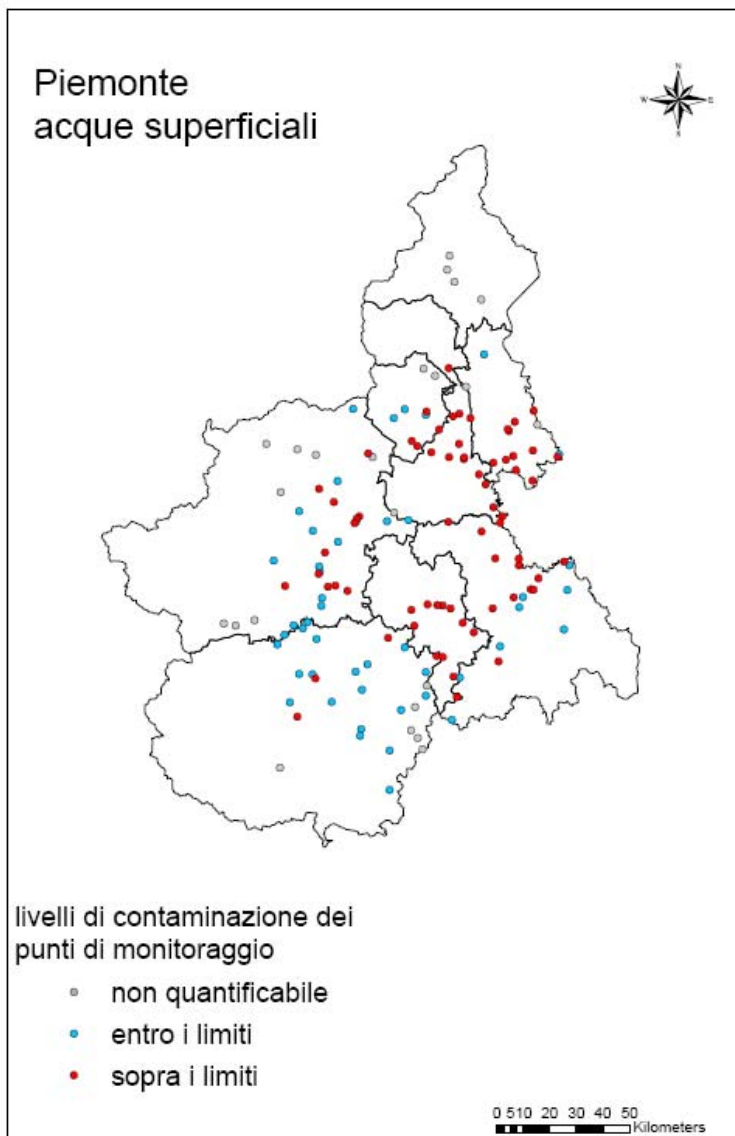 Piemonte
acque superficiali
N
W E
S
livelli di contaminazione dei
punti di monitoraggio
non quantificabile
entro i limiti
sopra i limiti
0 510 20 30 40 50
Kilometers